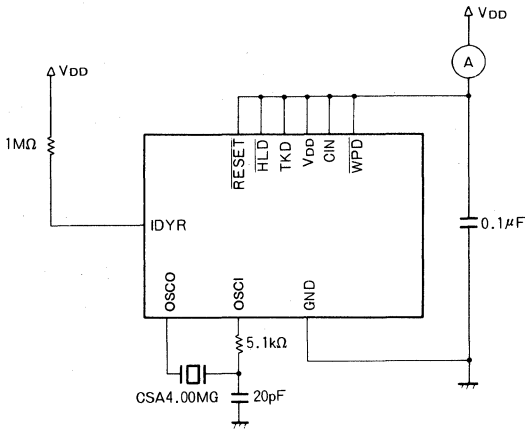 VDD
VDD
A
1MΩ
RESET
HLD
TKD
VDD
CIN
WPD
IDYR
0.1μF
OSCO
OSCI
GND
5.1kΩ
CSA4.00MG
20pF